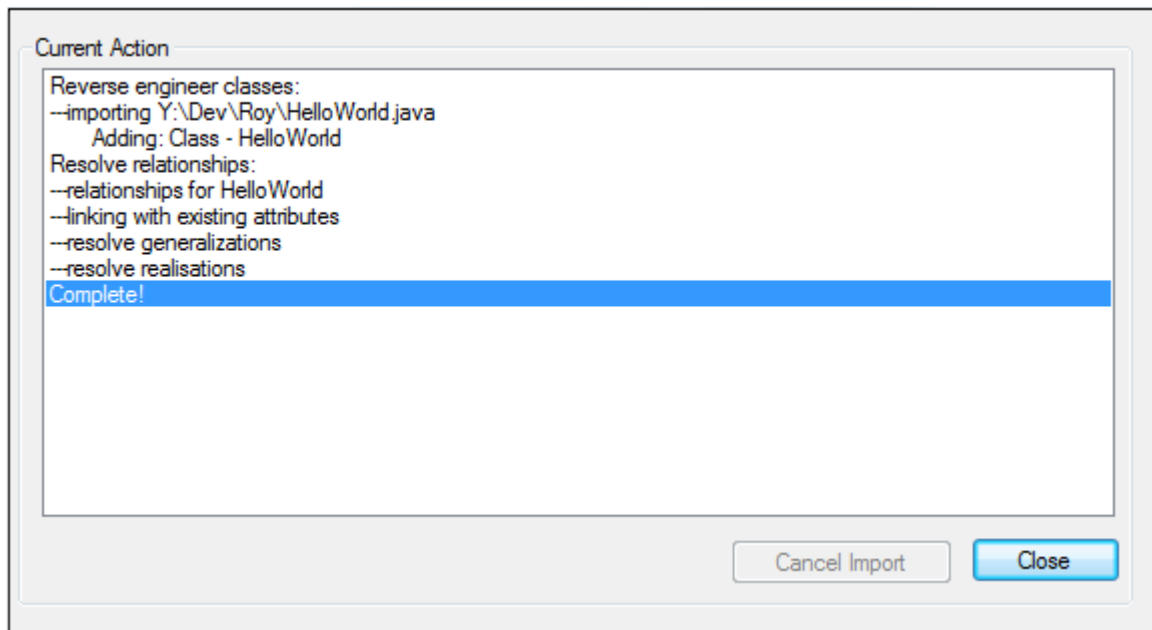 Current Action
Reverse engineer classes:
---importing Y:\Dev\Roy\HelloWorld.java
Adding: Class - HelloWorld
Resolve relationships:
---relationships for HelloWorld
---linking with existing attributes
---resolve generalizations
---resolve realisations
Complete!
Cancel Import
Close